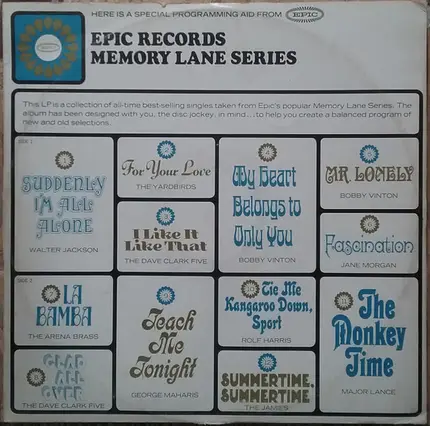 HERE IS A SPECIAL PROGRAMMING AID FROM EPIC
EPIC RECORDS
MEMORY LANE SERIES
This LP is a collection of all-time best-selling singles taken from Epic's popular Memory Lane Series. The
album has been designed with you, the disc jockey, in mind...to help you create a balanced program of
new and old selections.
SIDE 1
SUDDENLY
I'M ALL
ALONE
WALTER JACKSON
For Your Love
THE YARDBIRDS
I Like It
Like That
THE DAVE CLARK FIVE
My Heart
Belongs to
Only You
BOBBY VINTON
MR. LONELY
BOBBY VINTON
Fascination
JANE MORGAN
SIDE 2
LA
BAMBA
THE ARENA BRASS
GLAD
ALL
OVER
THE DAVE CLARK FIVE
Teach
Me
Tonight
GEORGE MAHARIS
Tie Me
Kangaroo Down,
Sport
ROLF HARRIS
SUMMERTIME,
SUMMERTIME
THE JAMIES
The
Monkey
Time
MAJOR LANCE